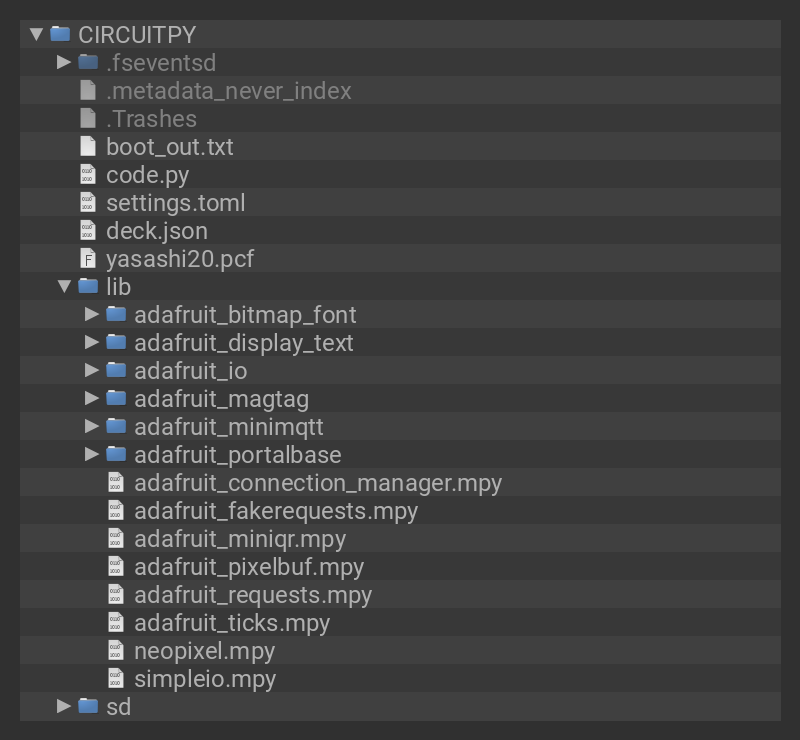 CIRCUITPY
.fseventsd
.metadata_never_index
.Trashes
boot_out.txt
code.py
settings.toml
deck.json
yasashi20.pcf
lib
adafruit_bitmap_font
adafruit_display_text
adafruit_io
adafruit_magtag
adafruit_minimqtt
adafruit_portalbase
adafruit_connection_manager.mpy
adafruit_fakerequests.mpy
adafruit_miniqr.mpy
adafruit_pixelbuf.mpy
adafruit_requests.mpy
adafruit_ticks.mpy
neopixel.mpy
simpleio.mpy
sd